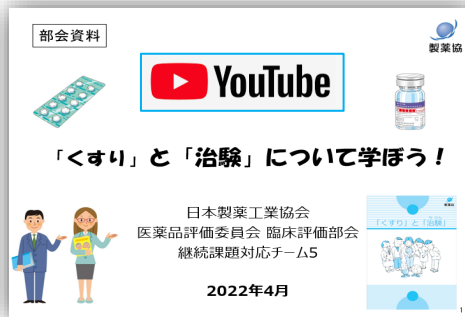 部会資料
製薬協
YouTube
「くすり」と「治験」について学ぼう！
日本製薬工業協会
医薬品評価委員会 臨床評価部会
継続課題対応チーム5
2022年4月
製薬協
「くすり」と「治験」
1